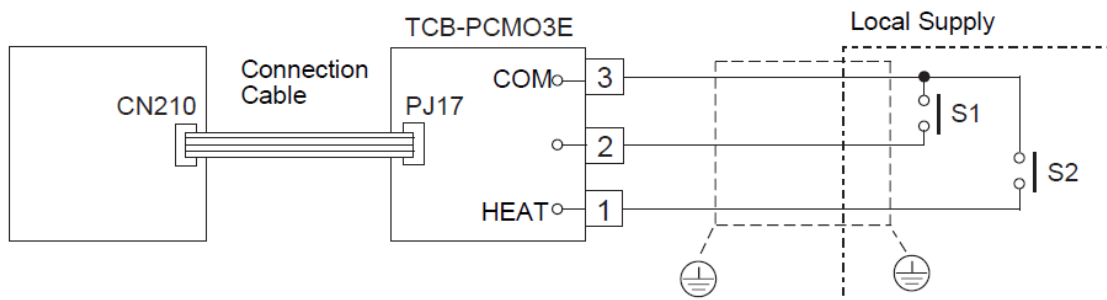 Local Supply
TCB-PCMO3E
Connection
Cable
CN210
PJ17
COM
3
S1
2
S2
HEAT
1